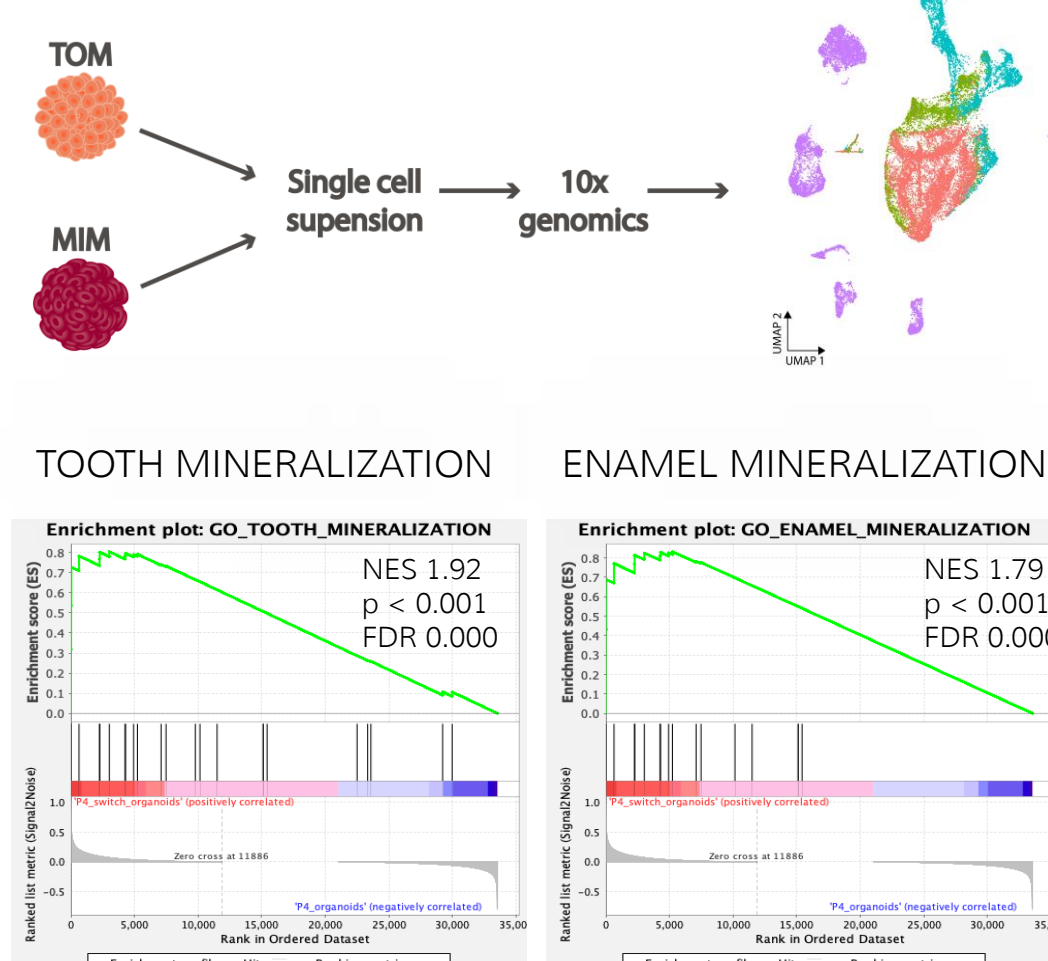 TOM
MIM
Single cell
supension
10x
genomics
UMAP 2
UMAP 1
TOOTH MINERALIZATION
Enrichment plot: GO_TOOTH_MINERALIZATION
NES 1.92
p < 0.001
FDR 0.000
Enrichment score (ES)
0.8
0.7
0.6
0.5
0.4
0.3
0.2
0.1
0.0
Ranked list metric (Signal2Noise)
1.0
0.5
0.0
-0.5
'P4_switch_organoids' (positively correlated)
Zero cross at 11886
'P4_organoids' (negatively correlated)
0 5,000 10,000 15,000 20,000 25,000 30,000 35,0
Rank in Ordered Dataset
ENAMEL MINERALIZATION
Enrichment plot: GO_ENAMEL_MINERALIZATION
NES 1.79
p < 0.001
FDR 0.000
Enrichment score (ES)
0.8
0.7
0.6
0.5
0.4
0.3
0.2
0.1
0.0
Ranked list metric (Signal2Noise)
1.0
0.5
0.0
-0.5
'P4_switch_organoids' (positively correlated)
Zero cross at 11886
'P4_organoids' (negatively correlated)
0 5,000 10,000 15,000 20,000 25,000 30,000 35,
Rank in Ordered Dataset